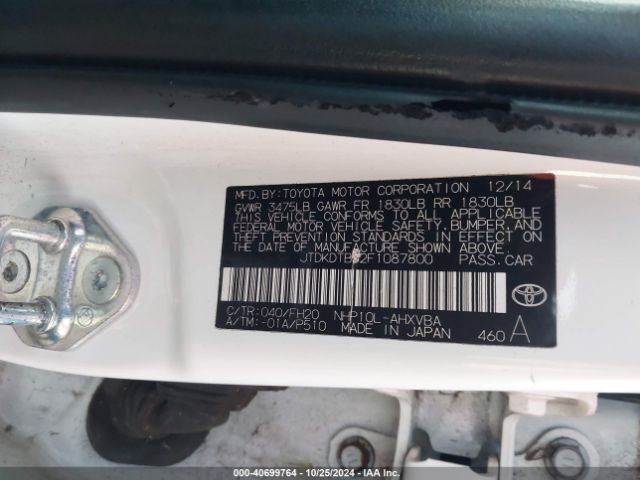 MFD.BY:TOYOTA MOTOR CORPORATION 12/14
GVWR 3475LB GAWR FR 1830LB RR 1830LB
THIS VEHICLE CONFORMS TO ALL APPLICABLE
FEDERAL MOTOR VEHICLE SAFETY,BUMPER,AND
THEFT PREVENTION STANDARDS IN EFFECT ON
THE DATE OF MANUFACTURE SHOWN ABOVE.
PASS.CAR
C/TR:040/FH20 NHP10L-AHXVBA
A/TM:-01A/P510 MADE IN JAPAN 460 A
000-40699764 - 10/25/2024 - IAA Inc.